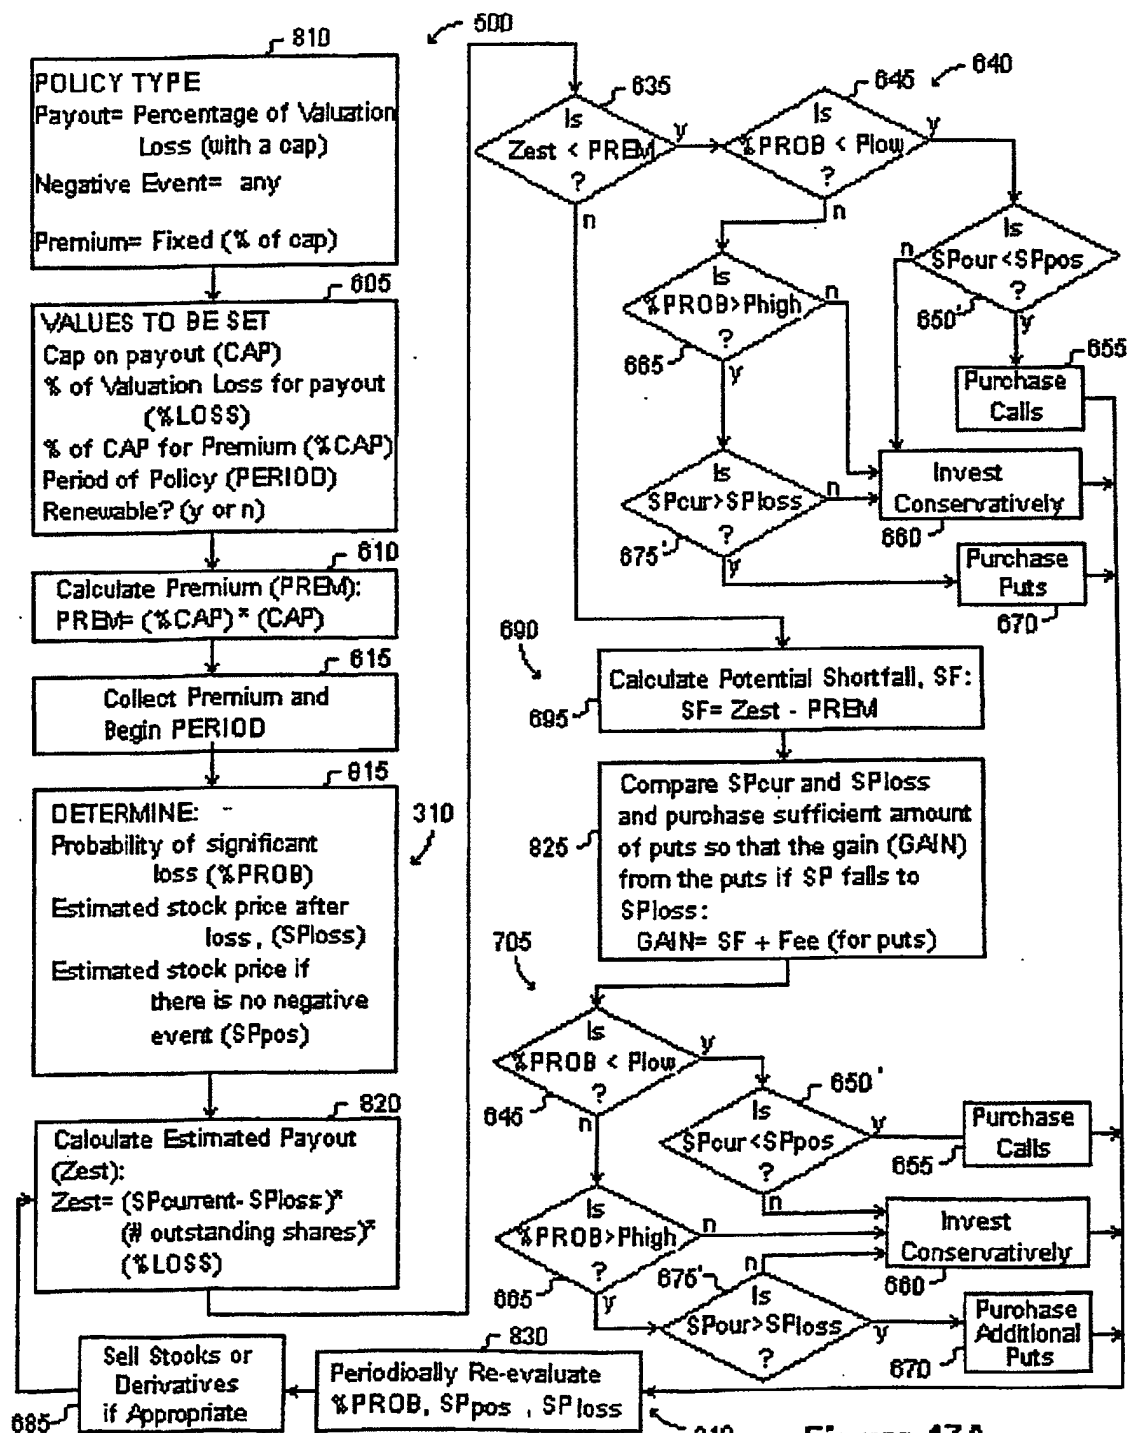 810
500
POLICY TYPE
Payout= Percentage of Valuation
Loss (with a cap)
Negative Event= any
Premium= Fixed (% of cap)
605
VALUES TO BE SET
Cap on payout (CAP)
% of Valuation Loss for payout
(%LOSS)
% of CAP for Premium (%CAP)
Period of Policy (PERIOD)
Renewable? (y or n)
610
Calculate Premium (PREM):
PREM= (%CAP)* (CAP)
615
Collect Premium and
Begin PERIOD
815
310
DETERMINE:
Probability of significant
loss (%PROB)
Estimated stock price after
loss, (SPloss)
Estimated stock price if
there is no negative
event (SPpos)
820
Calculate Estimated Payout
(Zest):
Zest= (SPcurrent-SPloss)*
(# outstanding shares)*
(%LOSS)
635
Is
Zest < PREM
?
y
n
645
640
Is
%PROB < Plow
?
y
n
Is
$Pcur<$Ppos
?
n
y
650'
655
Purchase
Calls
Is
%PROB>Phigh
?
n
y
665
Is
$Pcur>$Ploss
?
n
y
675'
Invest
Conservatively
660
Purchase
Puts
670
690
Calculate Potential Shortfall, SF:
SF= Zest - PREM
695
Compare SPcur and SPloss
and purchase sufficient amount
of puts so that the gain (GAIN)
from the puts if SP falls to
SPloss:
GAIN= SF + Fee (for puts)
825
705
Is
%PROB < Plow
?
y
n
645
650'
Is
$Pcur<$Ppos
?
y
n
Purchase
Calls
655
Is
%PROB>Phigh
?
n
y
665
Invest
Conservatively
660
675'
n
Is
$Pcur>$Ploss
?
y
Purchase
Additional
Puts
670
830
Periodically Re-evaluate
%PROB, SPpos , SPloss
Sell Stocks or
Derivatives
if Appropriate
685